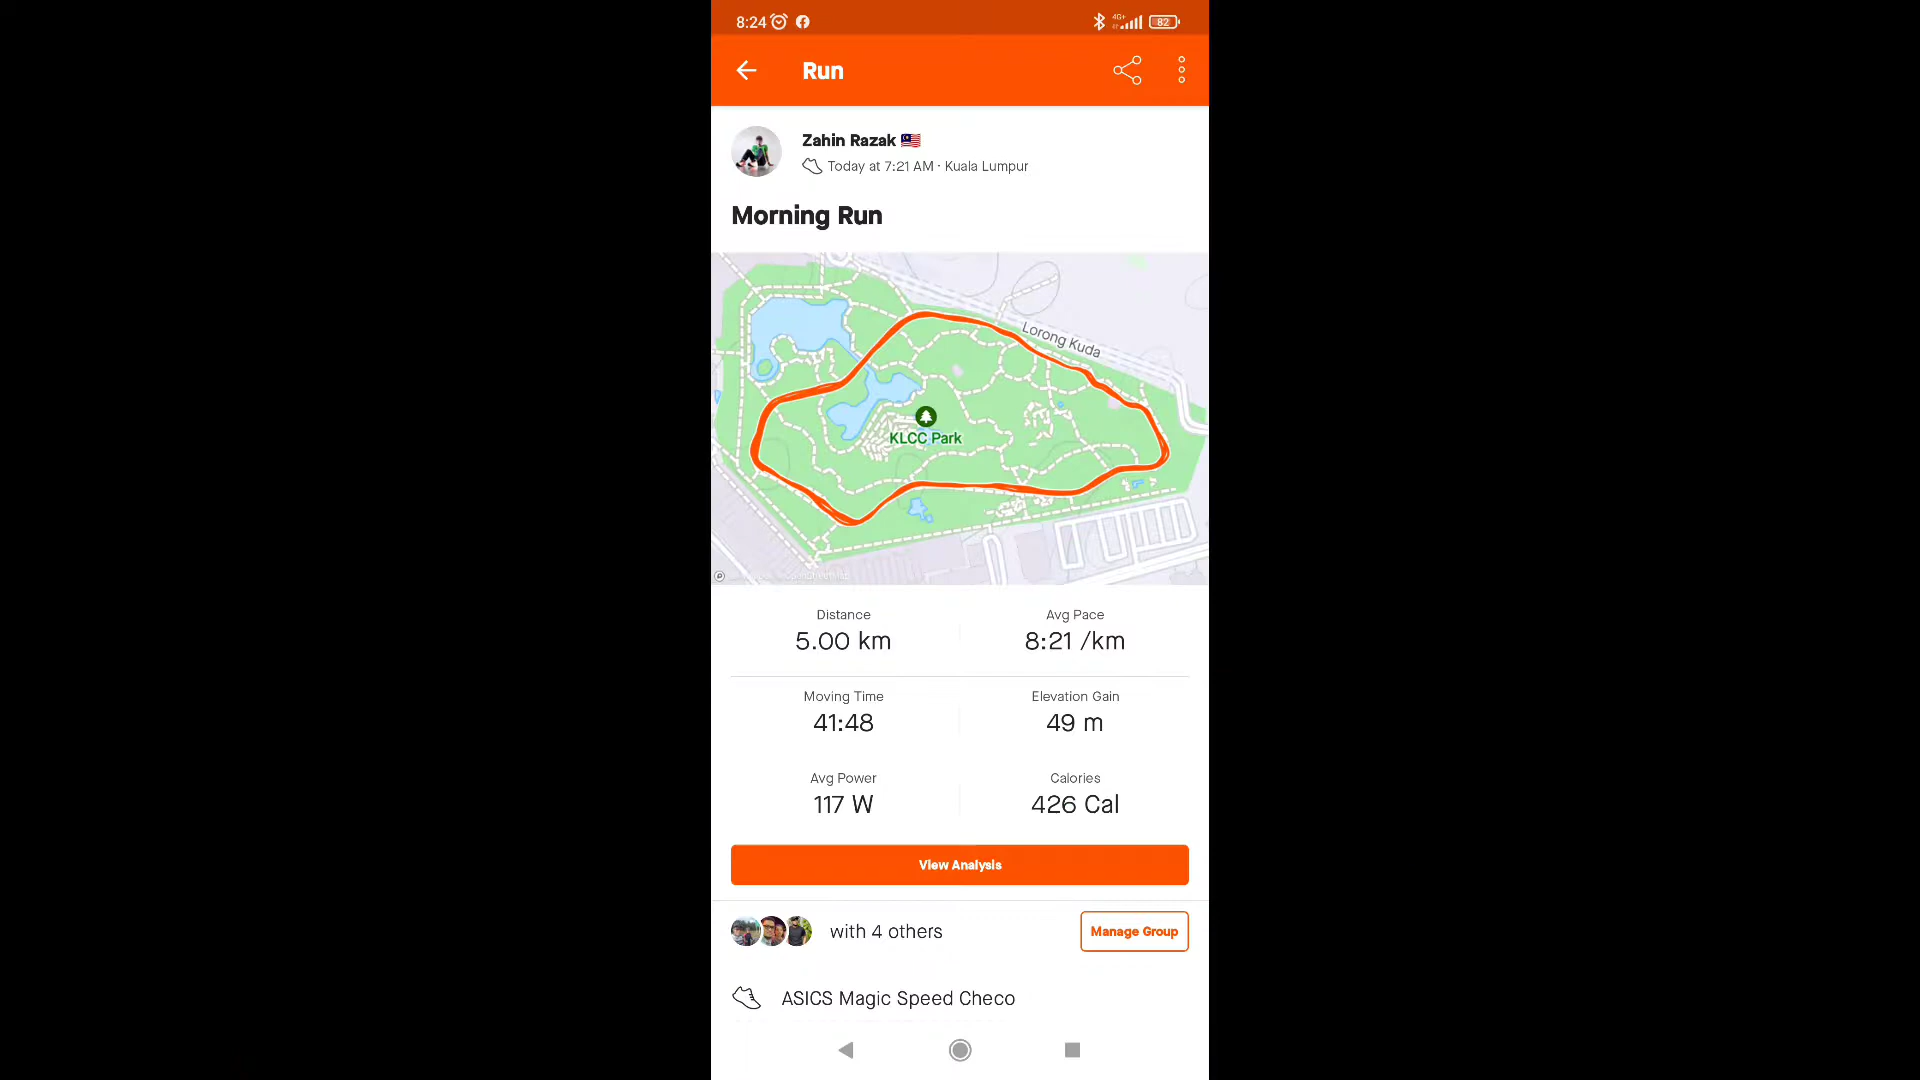 8:24
4G+
82
Run
Zahin Razak
Today at 7:21 AM · Kuala Lumpur
Morning Run
Lorong Kuda
KLCC Park
Distance
5.00 km
Avg Pace
8:21 /km
Moving Time
41:48
Elevation Gain
49 m
Avg Power
117 W
Calories
426 Cal
View Analysis
with 4 others
Manage Group
ASICS Magic Speed Checo